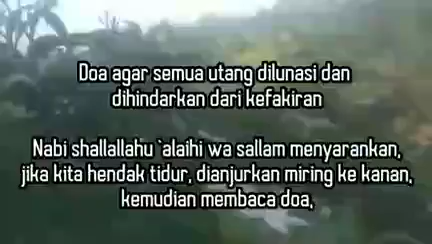 Doa agar semua utang dilunasi dan
dihindarkan dari kefakiran
Nabi shallallahu `alaihi wa sallam menyarankan,
jika kita hendak tidur, dianjurkan miring ke kanan,
kemudian membaca doa,